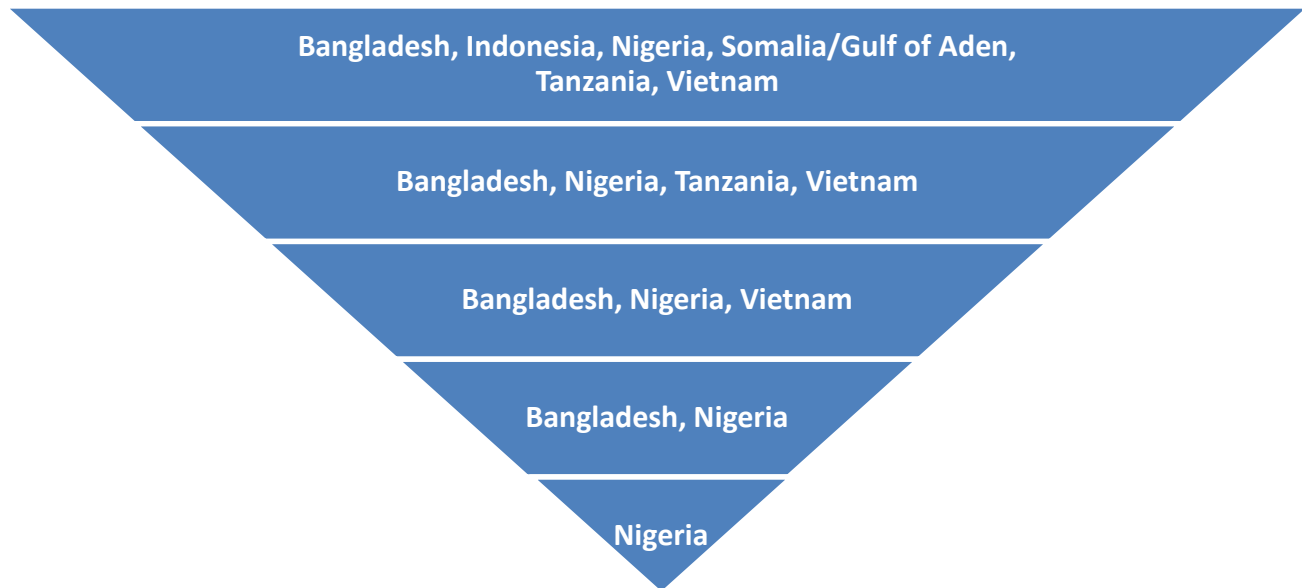 Bangladesh, Indonesia, Nigeria, Somalia/Gulf of Aden,
Tanzania, Vietnam
Bangladesh, Nigeria, Tanzania, Vietnam
Bangladesh, Nigeria, Vietnam
Bangladesh, Nigeria
Nigeria